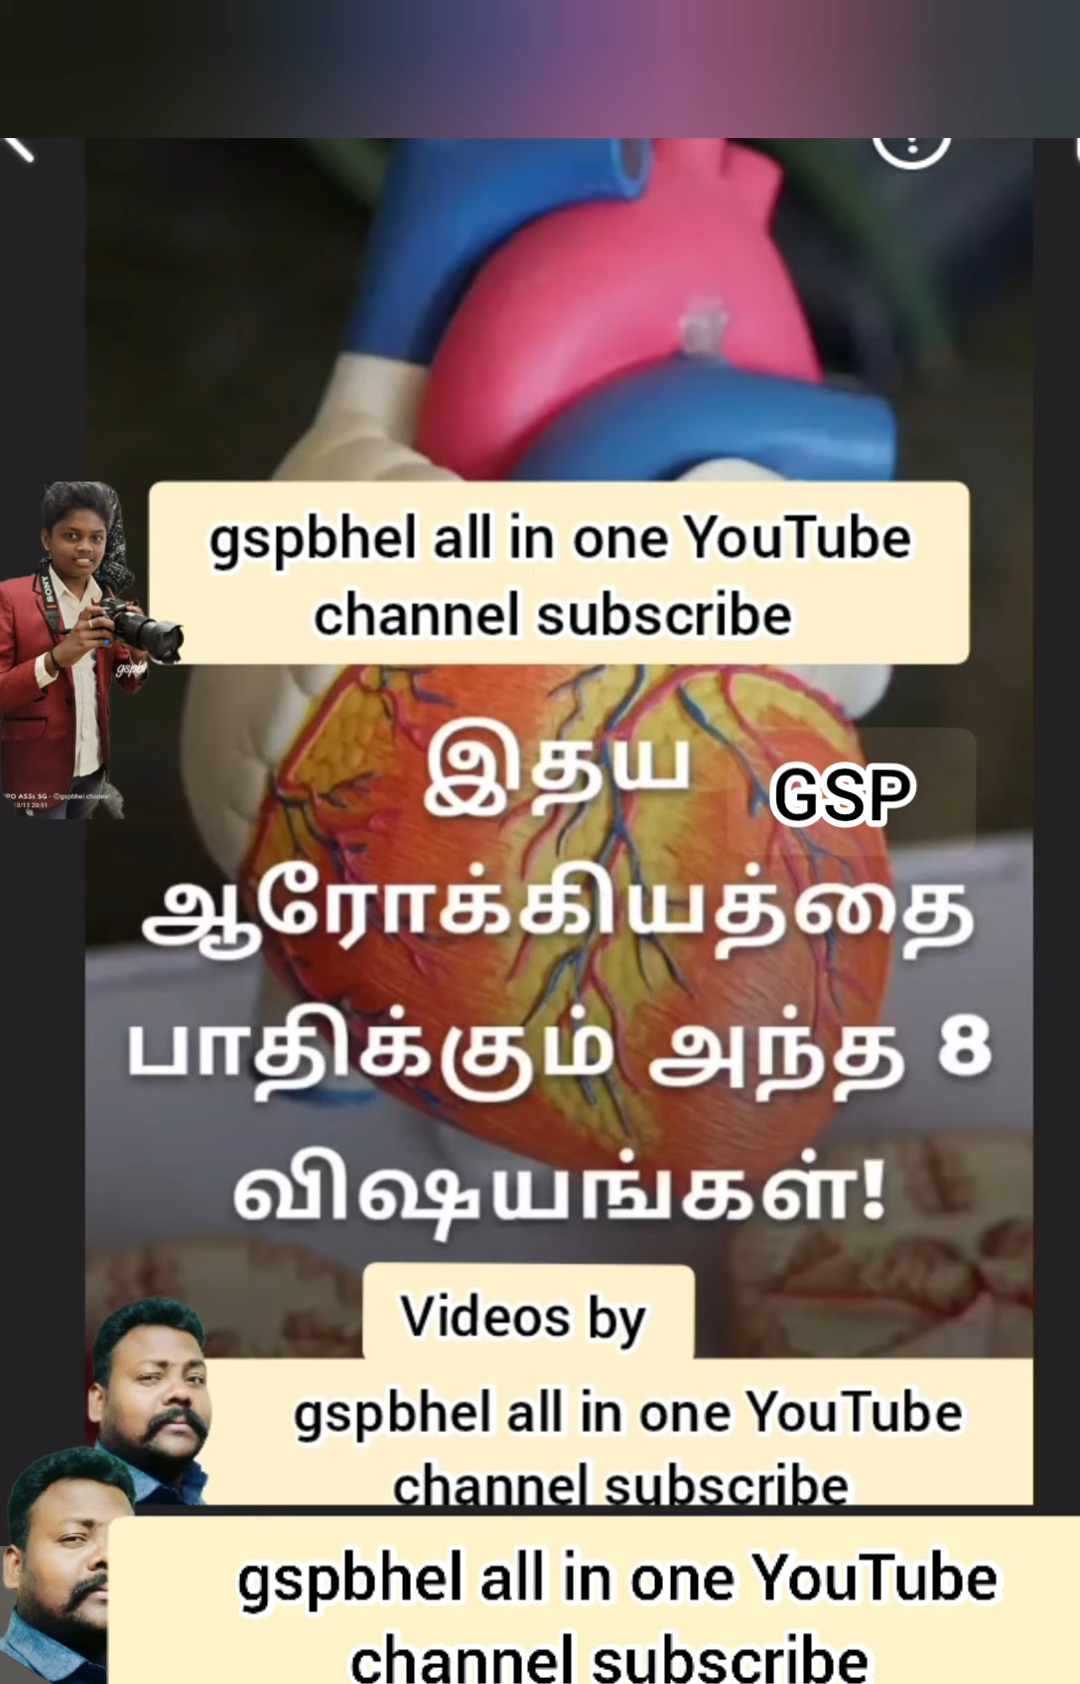 gspbhel all in one YouTube
channel subscribe
SONY
இதய
GSP
ஆரோக்கியத்தை
பாதிக்கும் அந்த 8
விஷயங்கள்!
Videos by
gspbhel all in one YouTube
channel subscribe
gspbhel all in one YouTube
channel subscribe